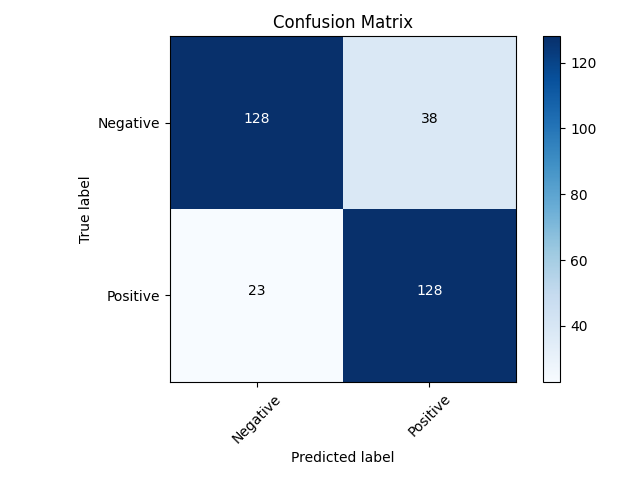 Confusion Matrix
True label
Negative
128
38
Positive
23
128
Negative
Positive
Predicted label
120
100
80
60
40